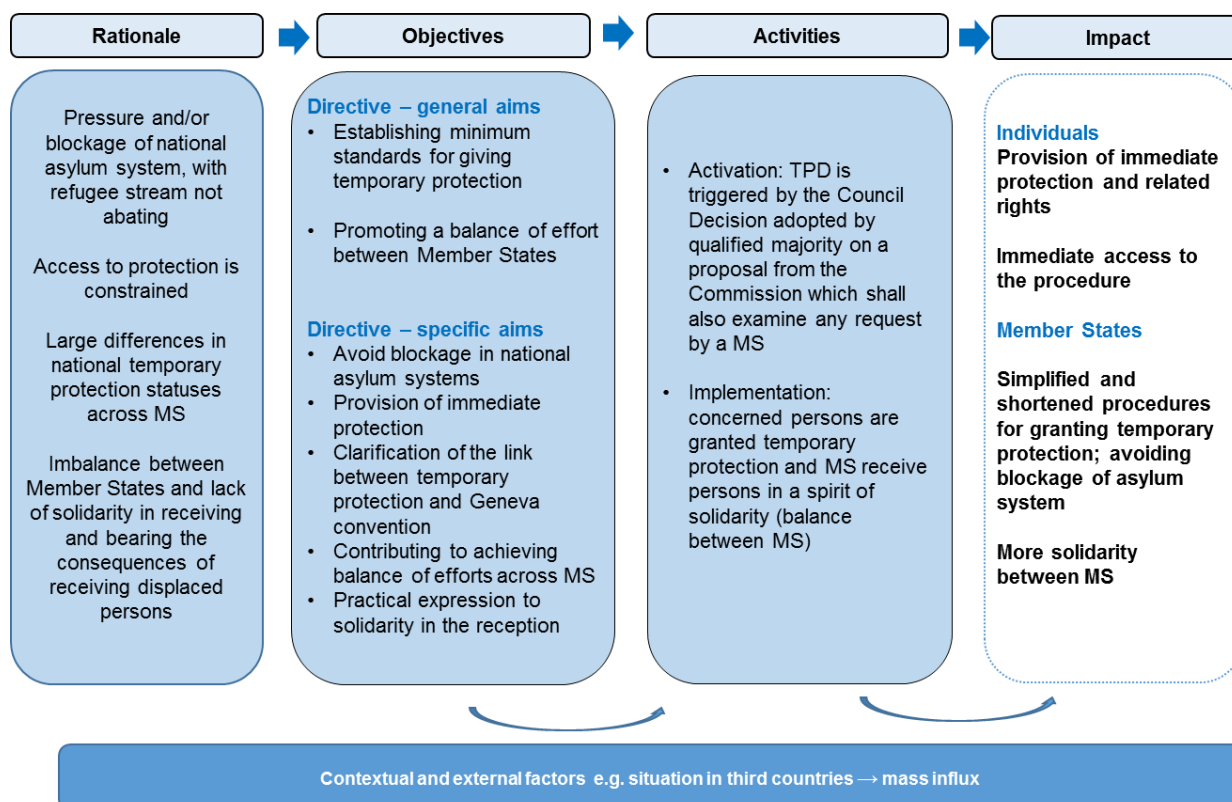 Rationale
Objectives
Activities
Impact
Pressure and/or
blockage of national
asylum system, with
refugee stream not
abating
Access to protection is
constrained
Large differences in
national temporary
protection statuses
across MS
Imbalance between
Member States and lack
of solidarity in receiving
and bearing the
consequences of
receiving displaced
persons
Directive – general aims
• Establishing minimum
standards for giving
temporary protection
• Promoting a balance of effort
between Member States
Directive – specific aims
• Avoid blockage in national
asylum systems
• Provision of immediate
protection
• Clarification of the link
between temporary
protection and Geneva
convention
• Contributing to achieving
balance of efforts across MS
• Practical expression to
solidarity in the reception
• Activation: TPD is
triggered by the Council
Decision adopted by
qualified majority on a
proposal from the
Commission which shall
also examine any request
by a MS
• Implementation:
concerned persons are
granted temporary
protection and MS receive
persons in a spirit of
solidarity (balance
between MS)
Individuals
Provision of immediate
protection and related
rights
Immediate access to
the procedure
Member States
Simplified and
shortened procedures
for granting temporary
protection; avoiding
blockage of asylum
system
More solidarity
between MS
Contextual and external factors e.g. situation in third countries → mass influx